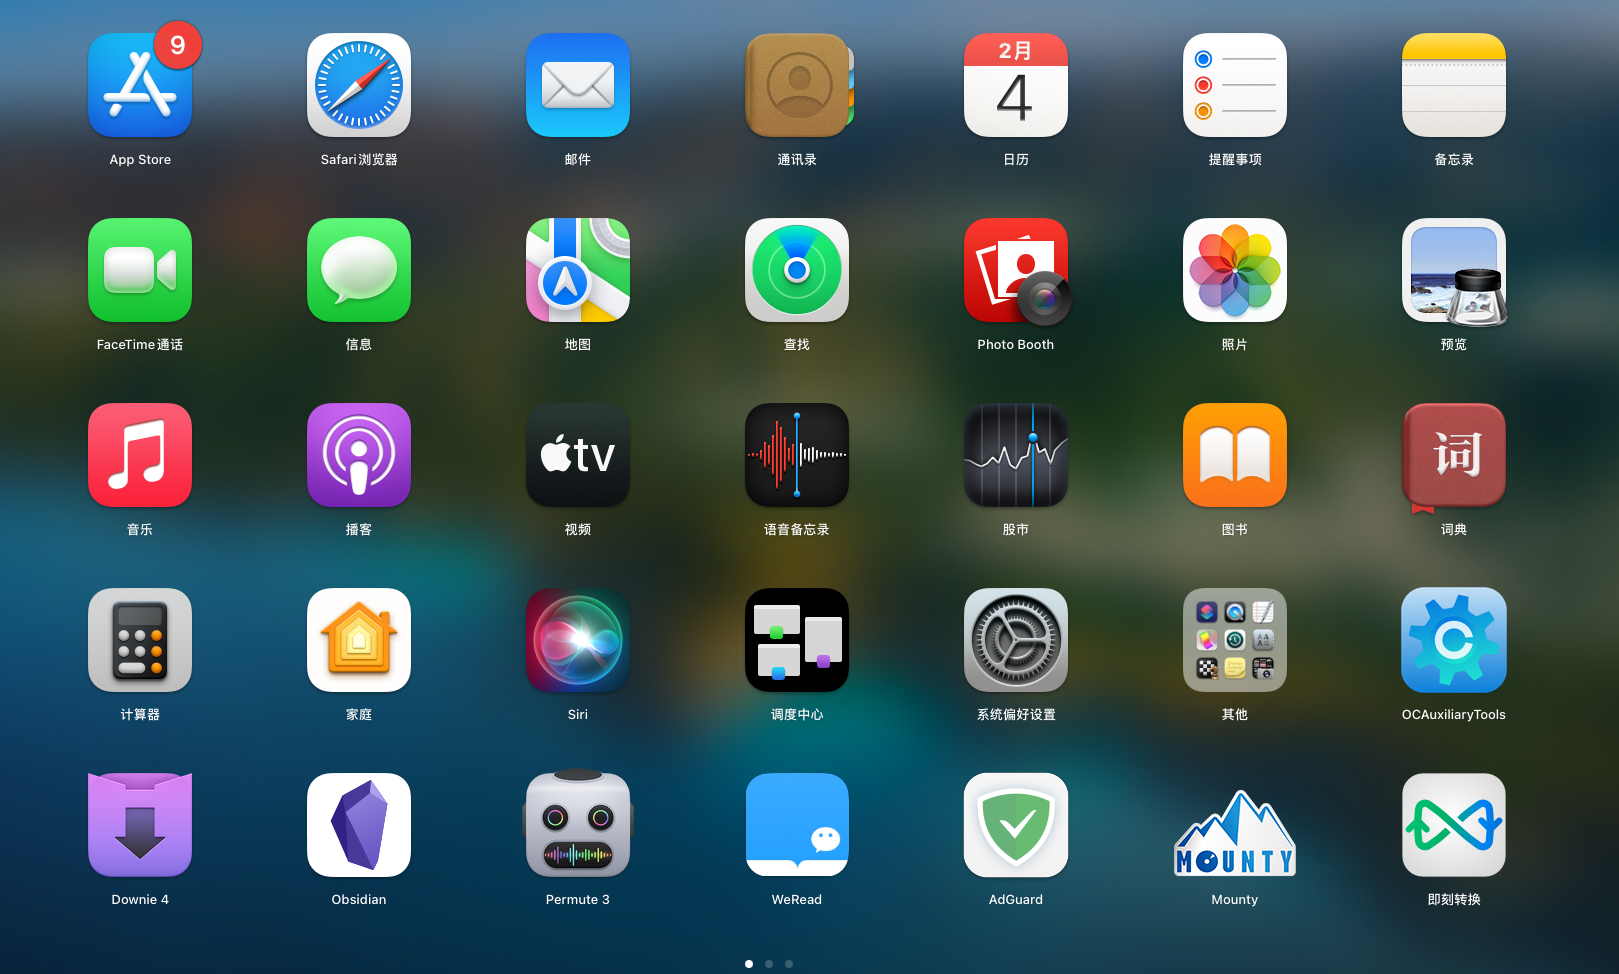 9
2月
4
App Store
Safari浏览器
邮件
通讯录
日历
提醒事项
备忘录
FaceTime通话
信息
地图
查找
Photo Booth
照片
预览
tv
词
音乐
播客
视频
语音备忘录
股市
图书
词典
计算器
家庭
Siri
调度中心
系统偏好设置
其他
OCAuxiliaryTools
MOUNTY
Downie 4
Obsidian
Permute 3
WeRead
AdGuard
Mounty
即刻转换